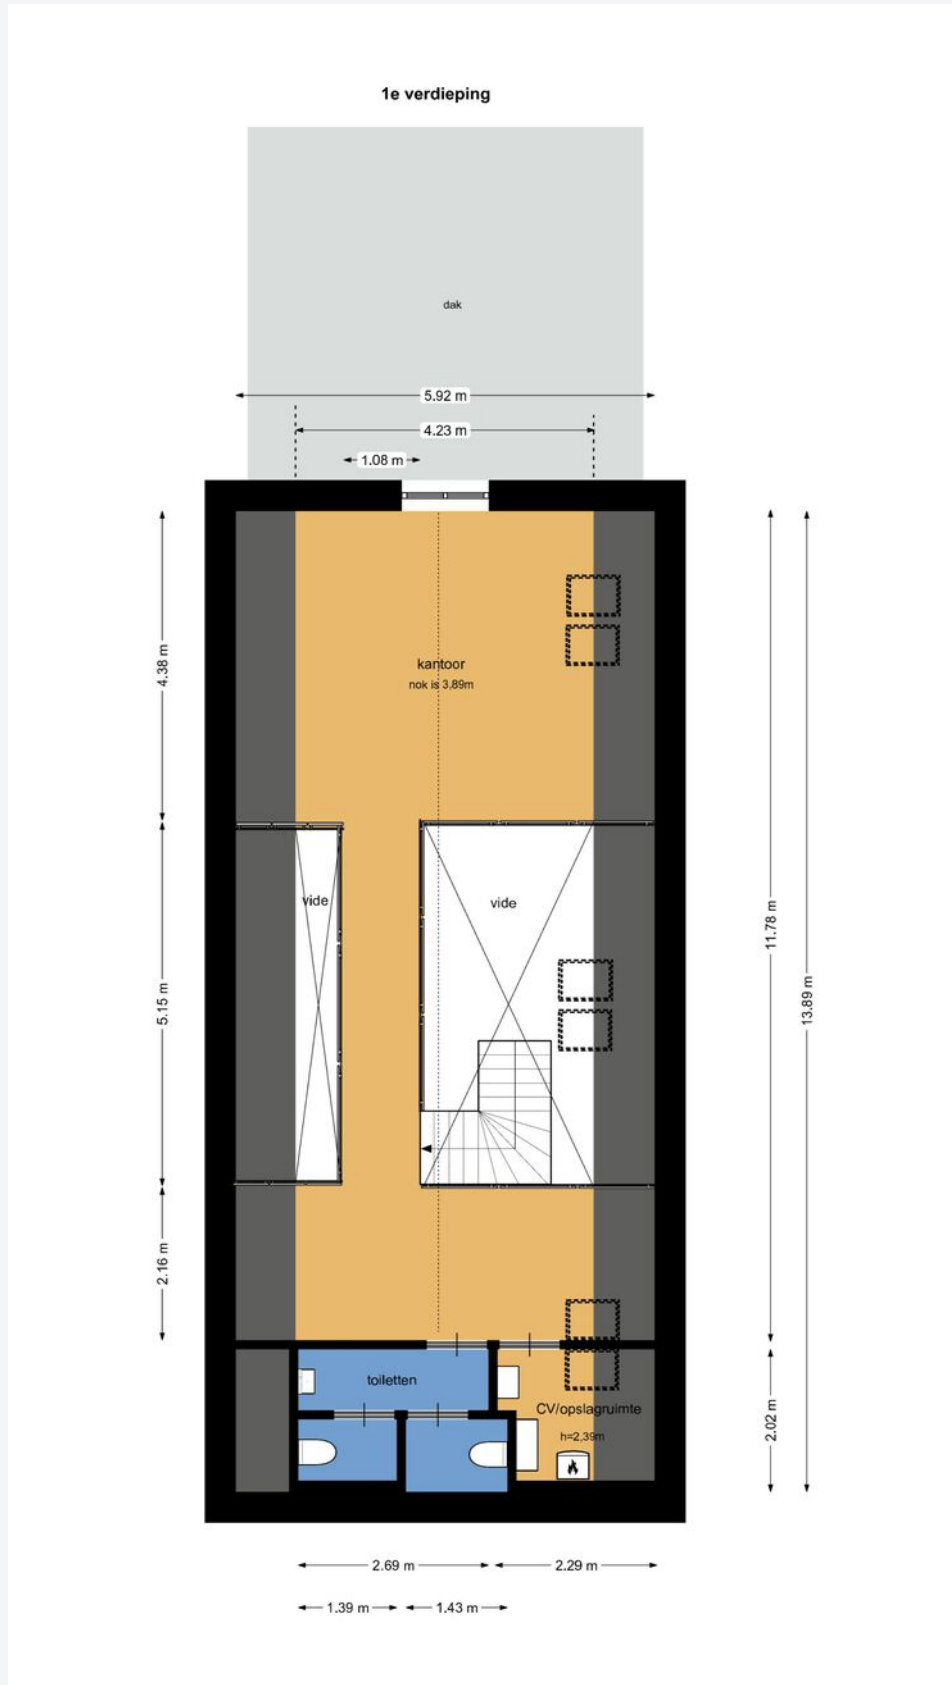 1e verdieping
dak
5.92 m
4.23 m
1.08 m
4.38 m
kantoor
nok is 3,89m
vide
vide
11.78 m
5.15 m
13.89 m
2.16 m
toiletten
CV/opslagruimte
h=2,39m
2.02 m
2.69 m
2.29 m
1.39 m
1.43 m